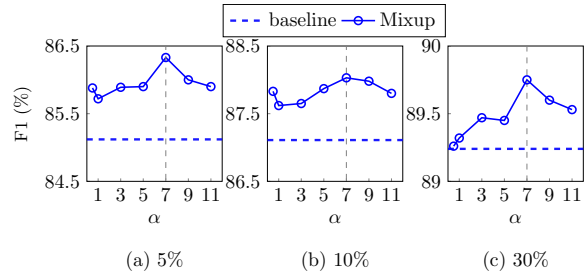 baseline Mixup
86.5 88.5 90
F1 (%) 85.5 87.5 89.5
84.5 86.5 89
1 3 5 7 9 11 1 3 5 7 9 11 1 3 5 7 9 11
α α α
(a) 5% (b) 10% (c) 30%